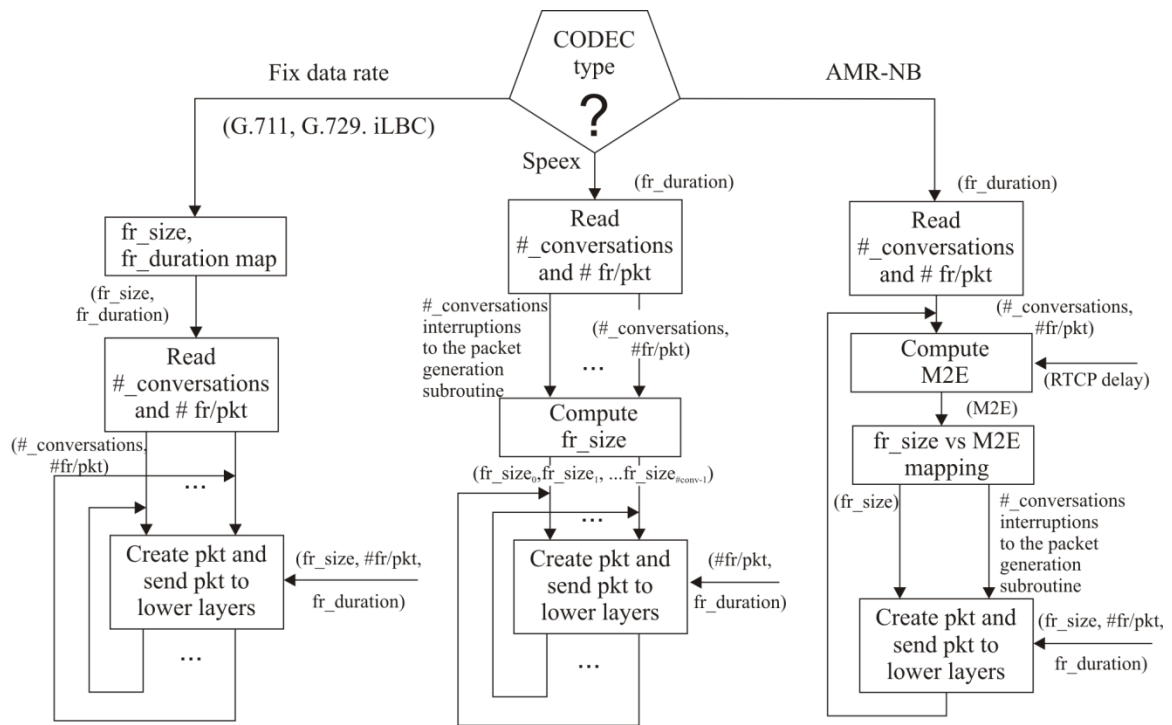 CODEC
type
?
Fix data rate
(G.711, G.729. iLBC)
fr_size,
fr_duration map
(fr_size,
fr_duration)
Read
#_conversations
and # fr/pkt
(#_conversations,
#fr/pkt)
...
Create pkt and
send pkt to
lower layers
(fr_size, #fr/pkt,
fr_duration)
...
Speex
(fr_duration)
Read
#_conversations
and # fr/pkt
#_conversations
interruptions
to the packet
generation
subroutine
(#_conversations,
#fr/pkt)
...
Compute
fr_size
(fr_size0,fr_size1, ...fr_size#conv-1)
...
Create pkt and
send pkt to
lower layers
(#fr/pkt,
fr_duration)
...
AMR-NB
(fr_duration)
Read
#_conversations
and # fr/pkt
(#_conversations,
#fr/pkt)
Compute
M2E
(RTCP delay)
(M2E)
fr_size vs M2E
mapping
(fr_size)
#_conversations
interruptions
to the packet
generation
subroutine
Create pkt and
send pkt to
lower layers
(fr_size, #fr/pkt,
fr_duration)